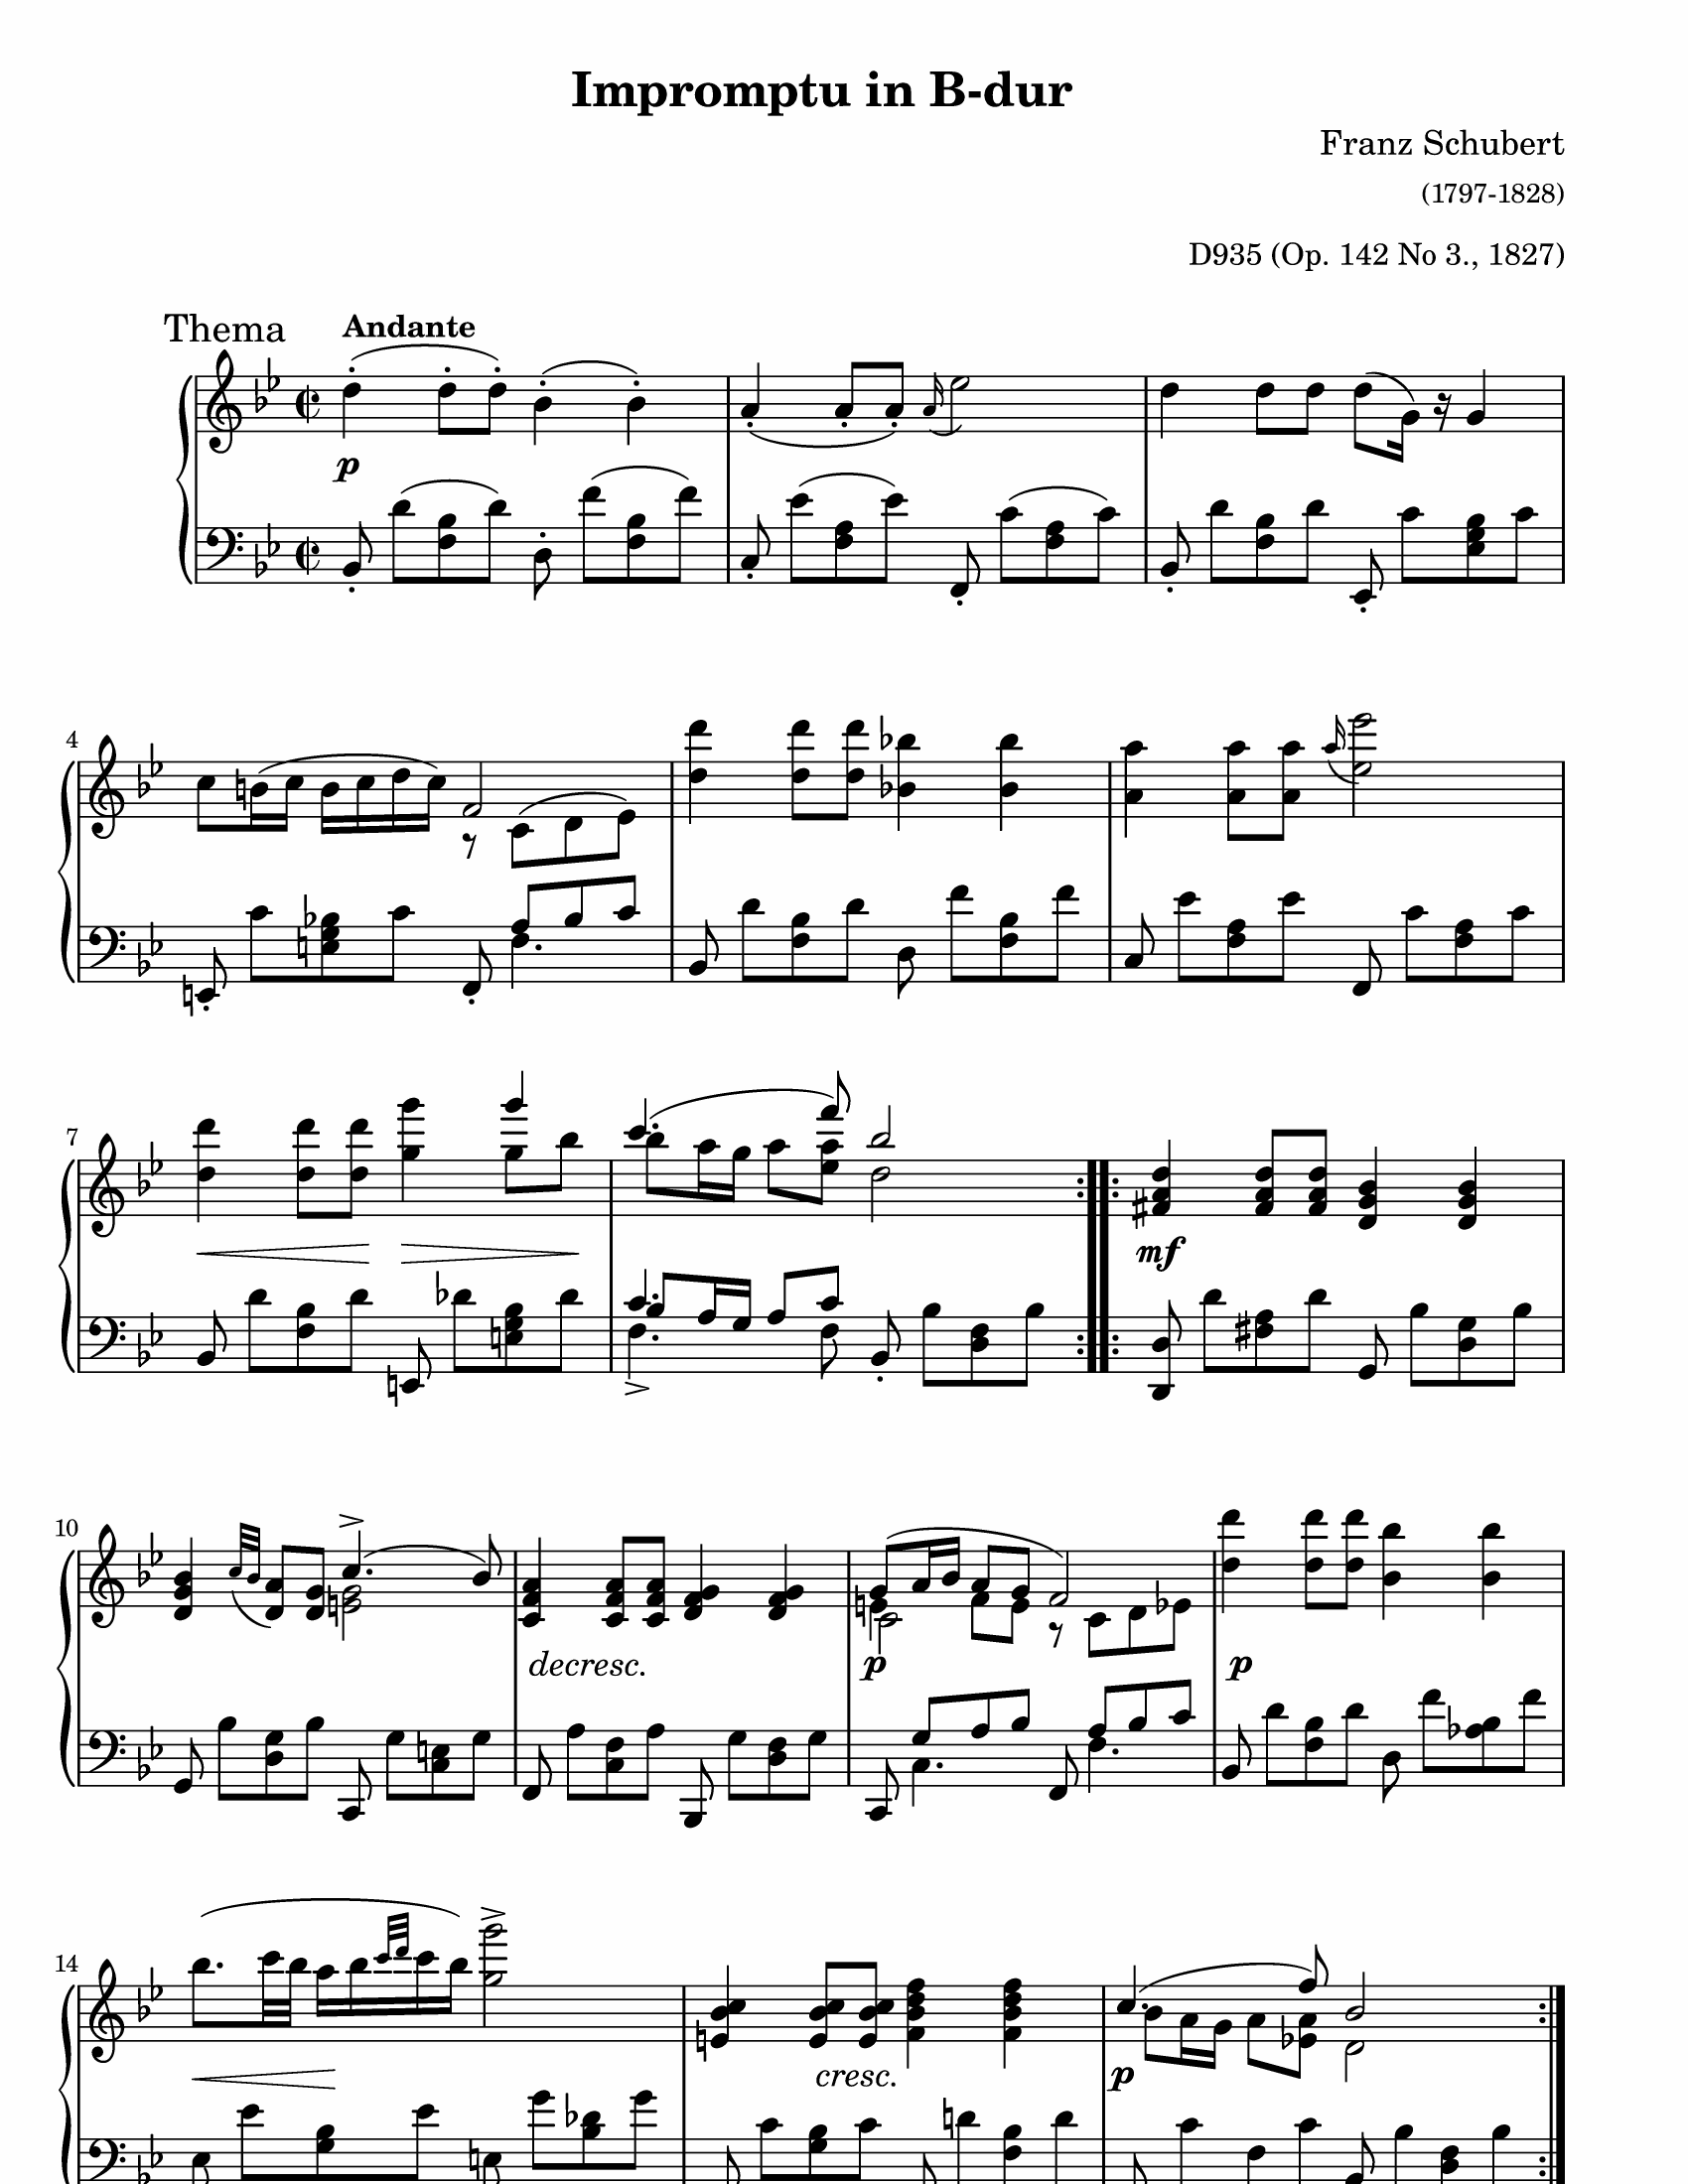 Impromptu in B-dur
Franz Schubert
(1797-1828)
D935 (Op. 142 No 3., 1827)
Thema
Andante
p
4
7
mf
10
decresc.
p
p
14
cresc.
p